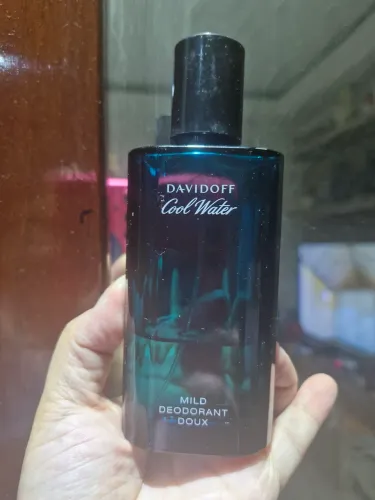 DAVIDOFF
Cool Water
MILD
DEODORANT
DOUX